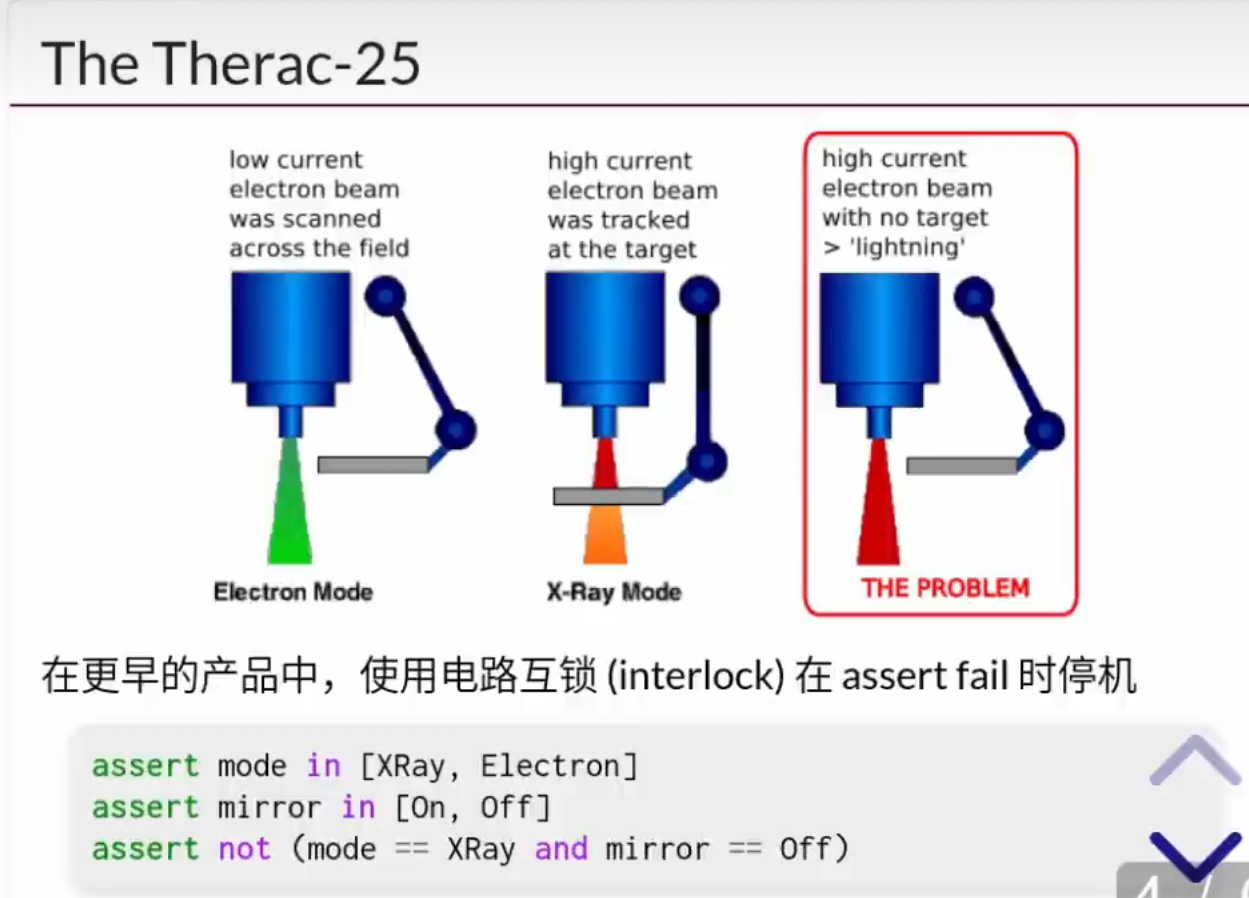 The Therac-25
low current
electron beam
was scanned
across the field
high current
electron beam
was tracked
at the target
high current
electron beam
with no target
> 'lightning'
Electron Mode
X-Ray Mode
THE PROBLEM
在更早的产品中，使用电路互锁 (interlock) 在 assert fail 时停机
assert mode in [XRay, Electron]
assert mirror in [On, Off]
assert not (mode == XRay and mirror == Off)